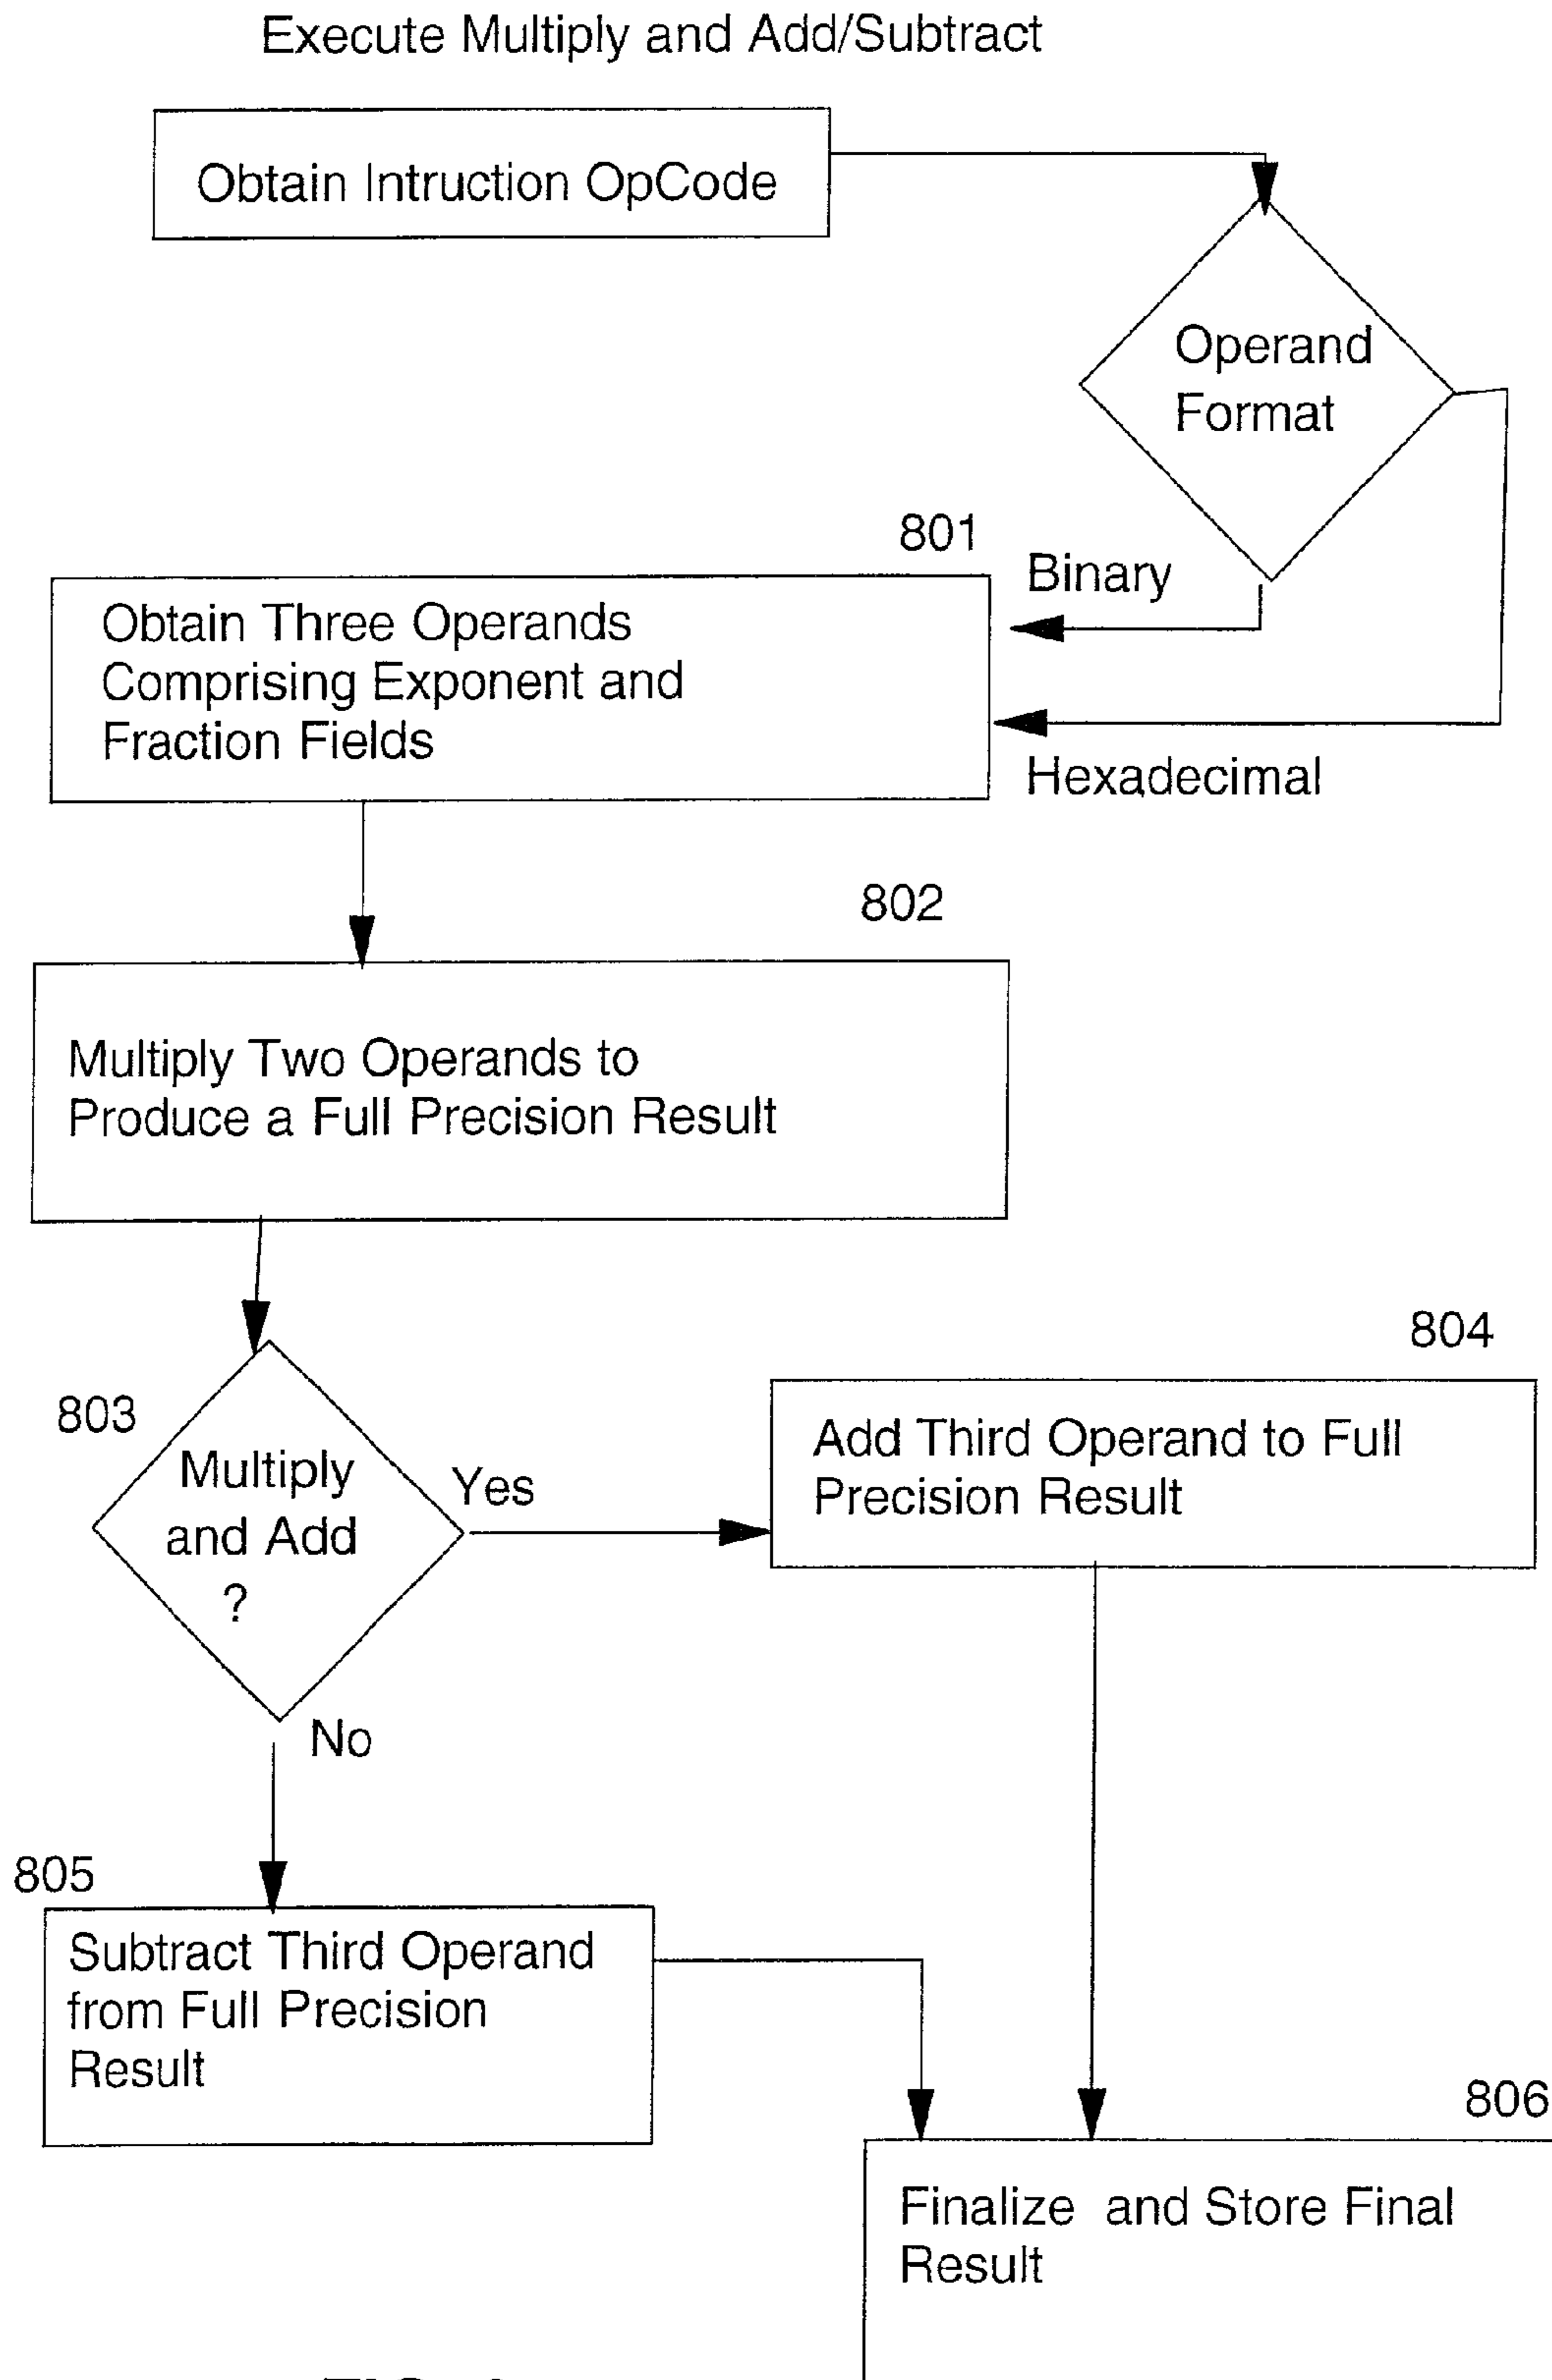 Execute Multiply and Add/Subtract
Obtain Intruction OpCode
Operand
Format
801
Binary
Obtain Three Operands
Comprising Exponent and
Fraction Fields
Hexadecimal
802
Multiply Two Operands to
Produce a Full Precision Result
803
Multiply
and Add
?
Yes
804
Add Third Operand to Full
Precision Result
No
805
Subtract Third Operand
from Full Precision
Result
806
Finalize and Store Final
Result